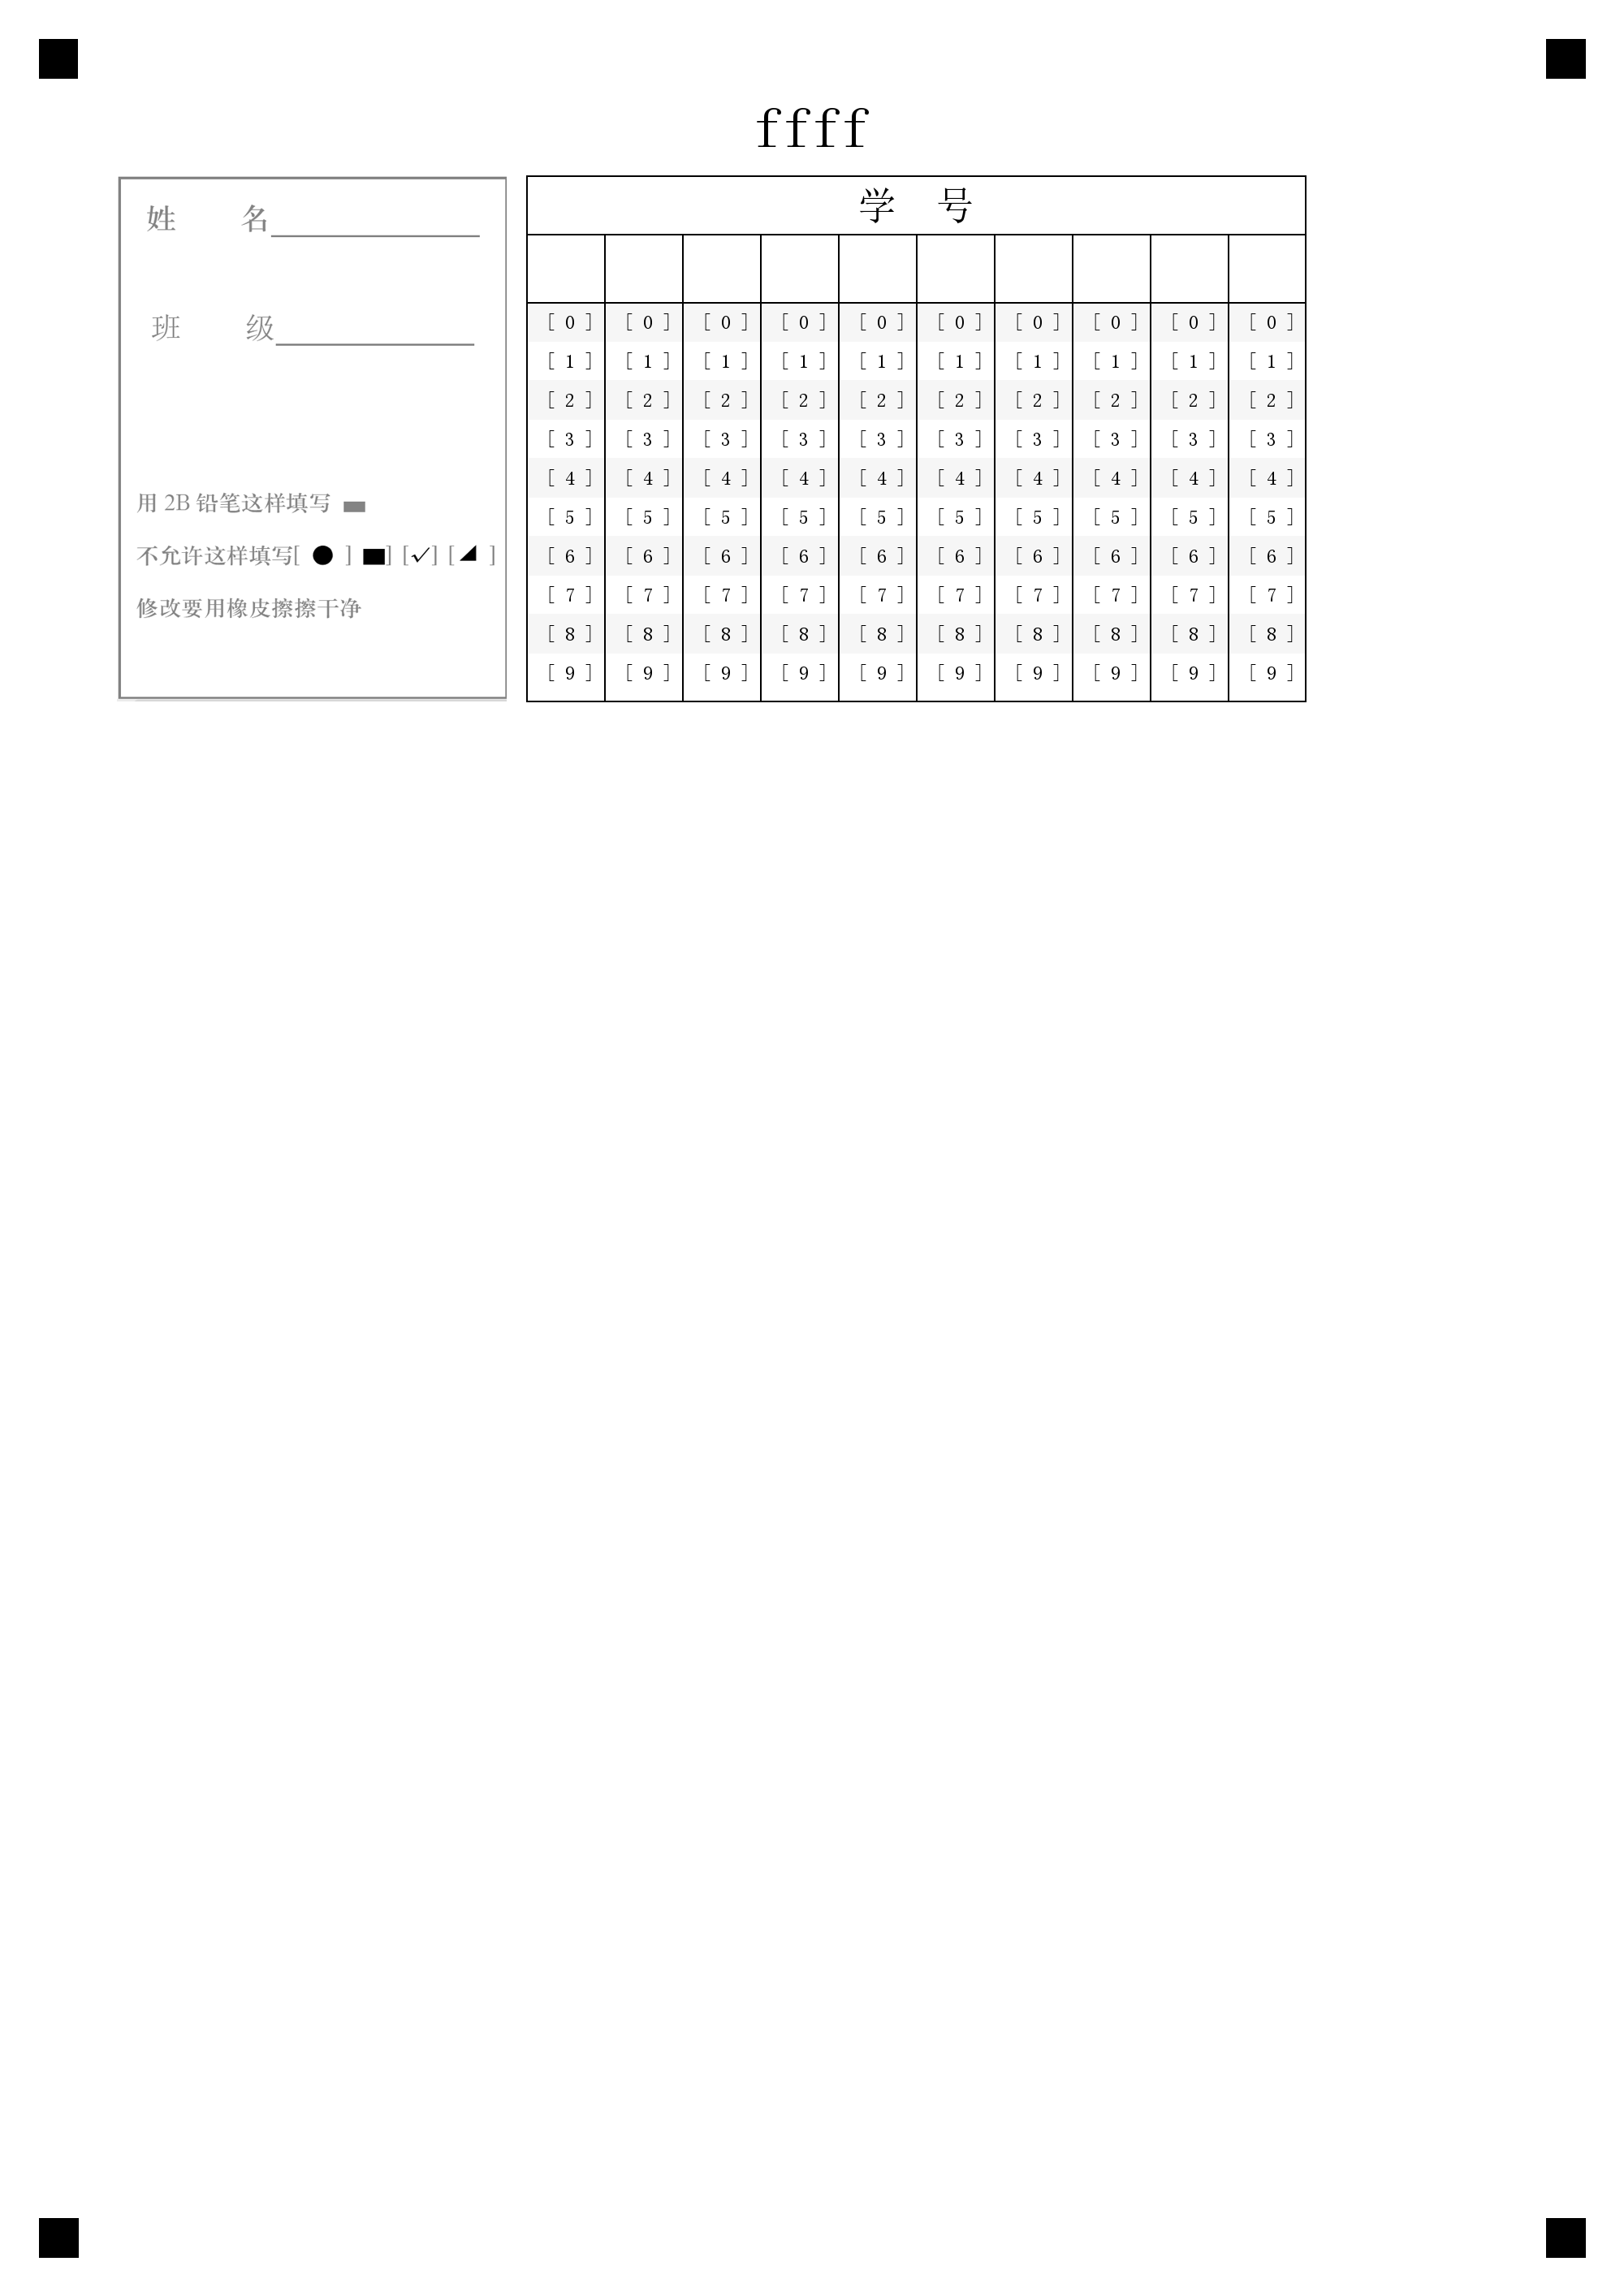 ffff
姓 名
班 级
用 2B 铅笔这样填写
不允许这样填写[ ● ] ■] [√] [◢ ]
修改要用橡皮擦擦干净
学 号
[0] [0] [0] [0] [0] [0] [0] [0] [0] [0]
[1] [1] [1] [1] [1] [1] [1] [1] [1] [1]
[2] [2] [2] [2] [2] [2] [2] [2] [2] [2]
[3] [3] [3] [3] [3] [3] [3] [3] [3] [3]
[4] [4] [4] [4] [4] [4] [4] [4] [4] [4]
[5] [5] [5] [5] [5] [5] [5] [5] [5] [5]
[6] [6] [6] [6] [6] [6] [6] [6] [6] [6]
[7] [7] [7] [7] [7] [7] [7] [7] [7] [7]
[8] [8] [8] [8] [8] [8] [8] [8] [8] [8]
[9] [9] [9] [9] [9] [9] [9] [9] [9] [9]